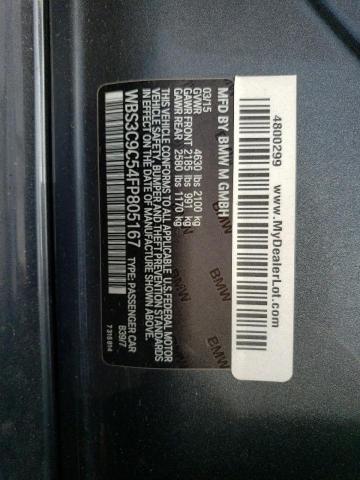 MFD BY: BMW M GMBH
03/15
GVWR 4630 lbs 2100 kg
GAWR FRONT 2185 lbs 991 kg
GAWR REAR 2580 lbs 1170 kg
THIS VEHICLE CONFORMS TO ALL APPLICABLE U.S. FEDERAL MOTOR
VEHICLE SAFETY, BUMPER AND THEFT PREVENTION STANDARDS
IN EFFECT ON THE DATE OF MANUFACTURE SHOWN ABOVE.
WBS3C9C54FP805167 TYPE: PASSENGER CAR
B39/7
7 315 814
BMW
BMW
4800299
www.MyDealerLot.com